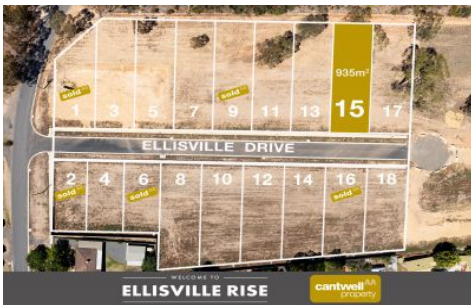 935m²
sold
sold
1 3 5 7 9 11 13 15 17
ELLISVILLE DRIVE
2 4 6 8 10 12 14 16 18
sold
sold
sold
WELCOME TO
ELLISVILLE RISE
cantwell AA
property